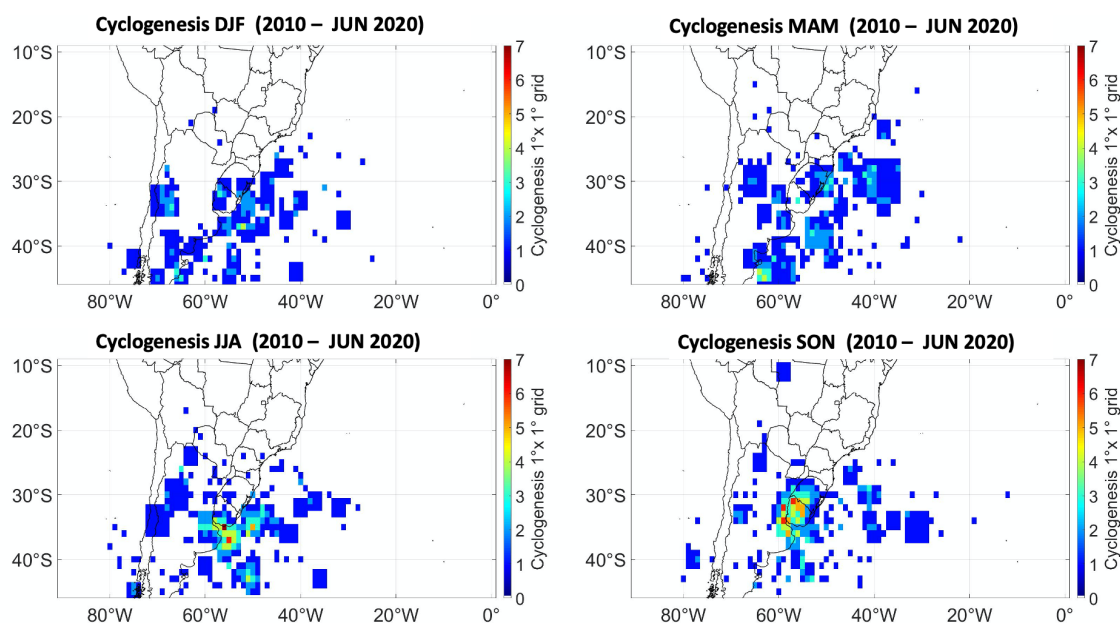 Cyclogenesis DJF (2010 – JUN 2020)
10°S
20°S
30°S
40°S
80°W 60°W 40°W 20°W 0°
7
6
5
4
3
2
1
0
Cyclogenesis 1°x 1° grid
Cyclogenesis MAM (2010 – JUN 2020)
10°S
20°S
30°S
40°S
80°W 60°W 40°W 20°W 0°
7
6
5
4
3
2
1
0
Cyclogenesis 1°x 1° grid
Cyclogenesis JJA (2010 – JUN 2020)
10°S
20°S
30°S
40°S
80°W 60°W 40°W 20°W 0°
7
6
5
4
3
2
1
0
Cyclogenesis 1°x 1° grid
Cyclogenesis SON (2010 – JUN 2020)
10°S
20°S
30°S
40°S
80°W 60°W 40°W 20°W 0°
7
6
5
4
3
2
1
0
Cyclogenesis 1°x 1° grid